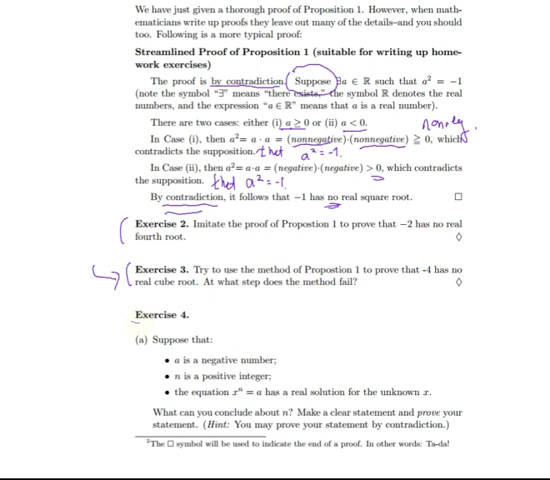 We have just given a thorough proof of Proposition 1. However, when math-
ematicians write up proofs they leave out many of the details–and you should
too. Following is a more typical proof:
Streamlined Proof of Proposition 1 (suitable for writing up home-
work exercises)
The proof is by contradiction. Suppose ∃a ∈ ℝ such that a² = −1
(note the symbol "∃" means "there exists," the symbol ℝ denotes the real
numbers, and the expression "a ∈ ℝ" means that a is a real number).
There are two cases: either (i) a ≥ 0 or (ii) a < 0.
nonneg.
In Case (i), then a² = a · a = (nonnegative)·(nonnegative) ≧ 0, which
contradicts the supposition. that a² = -1.
In Case (ii), then a² = a·a = (negative)·(negative) > 0, which contradicts
the supposition. that a² = -1.
By contradiction, it follows that −1 has no real square root. □
Exercise 2. Imitate the proof of Propostion 1 to prove that −2 has no real
fourth root. ◊
Exercise 3. Try to use the method of Propostion 1 to prove that -4 has no
real cube root. At what step does the method fail? ◊
Exercise 4.
(a) Suppose that:
• a is a negative number;
• n is a positive integer;
• the equation xⁿ = a has a real solution for the unknown x.
What can you conclude about n? Make a clear statement and prove your
statement. (Hint: You may prove your statement by contradiction.)
²The □ symbol will be used to indicate the end of a proof. In other words: Ta-da!